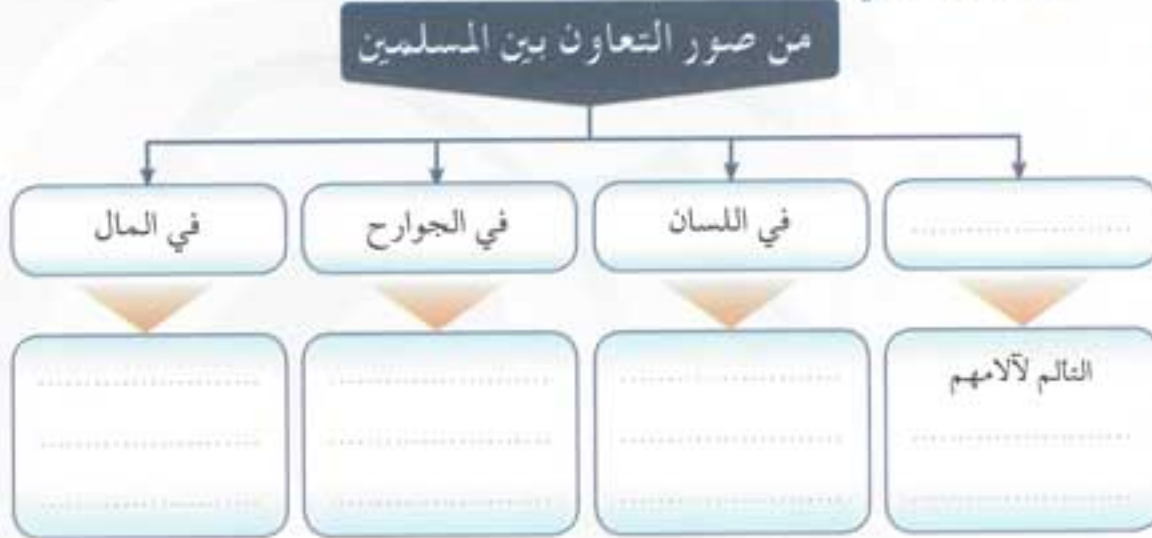 من صور التعاون بين المسلمين
في اللسان
في الجوارح
في المال
التألم لآلامهم